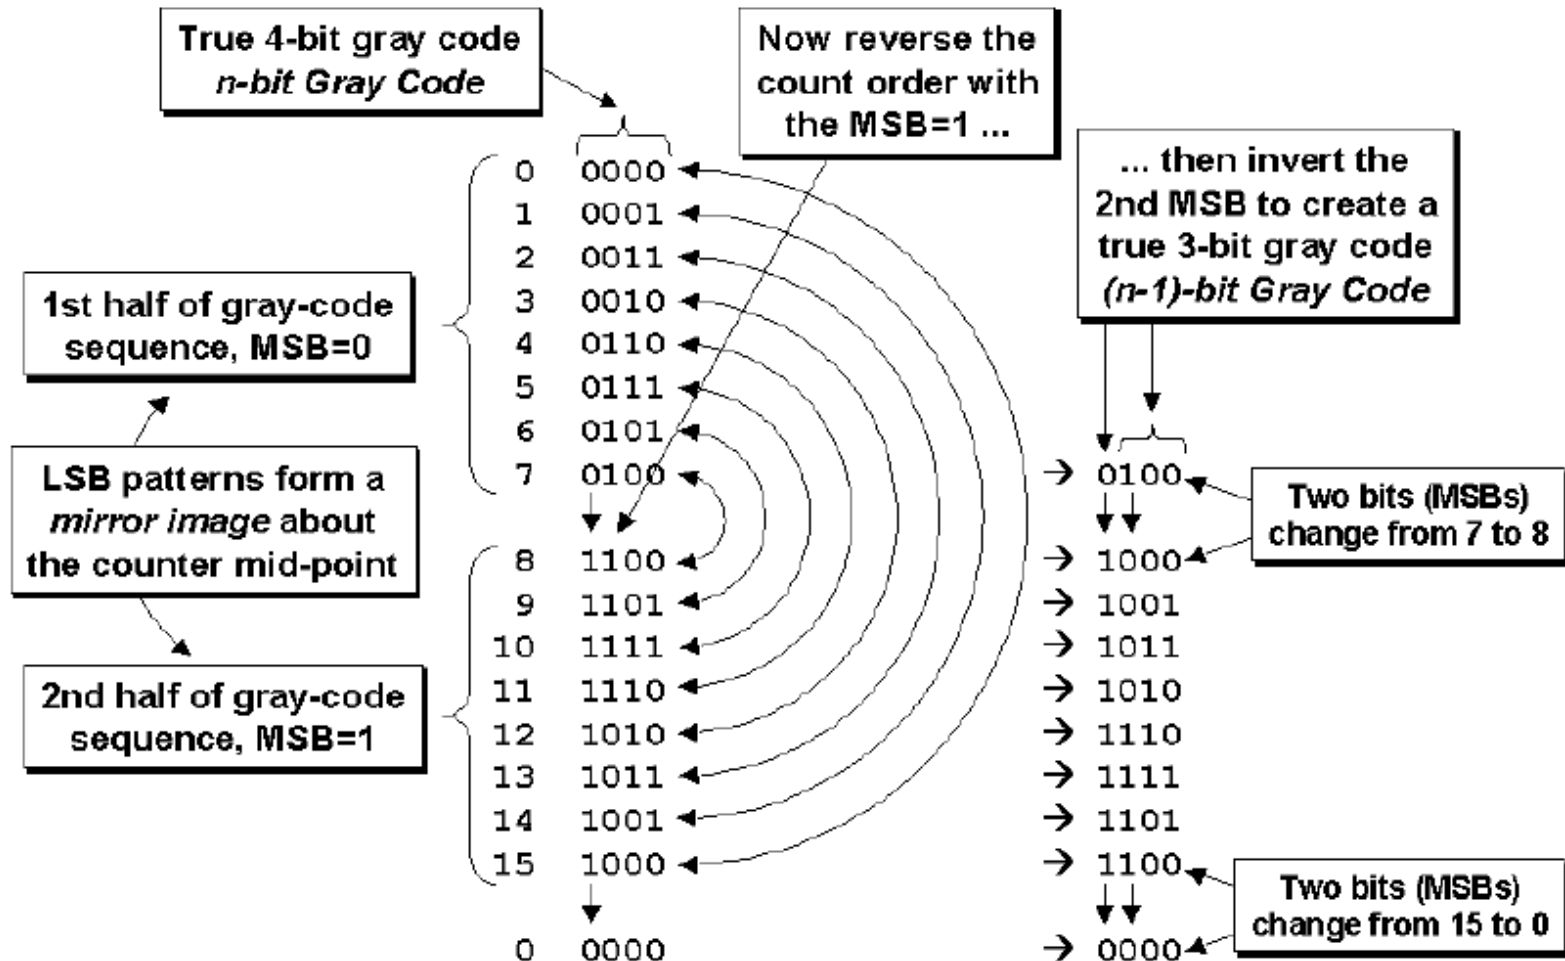 True 4-bit gray code
n-bit Gray Code
Now reverse the
count order with
the MSB=1 ...
... then invert the
2nd MSB to create a
true 3-bit gray code
(n-1)-bit Gray Code
1st half of gray-code
sequence, MSB=0
LSB patterns form a
mirror image about
the counter mid-point
2nd half of gray-code
sequence, MSB=1
0 0000
1 0001
2 0011
3 0010
4 0110
5 0111
6 0101
7 0100 → 0100
8 1100 → 1000
9 1101 → 1001
10 1111 → 1011
11 1110 → 1010
12 1010 → 1110
13 1011 → 1111
14 1001 → 1101
15 1000 → 1100
0 0000 → 0000
Two bits (MSBs)
change from 7 to 8
Two bits (MSBs)
change from 15 to 0